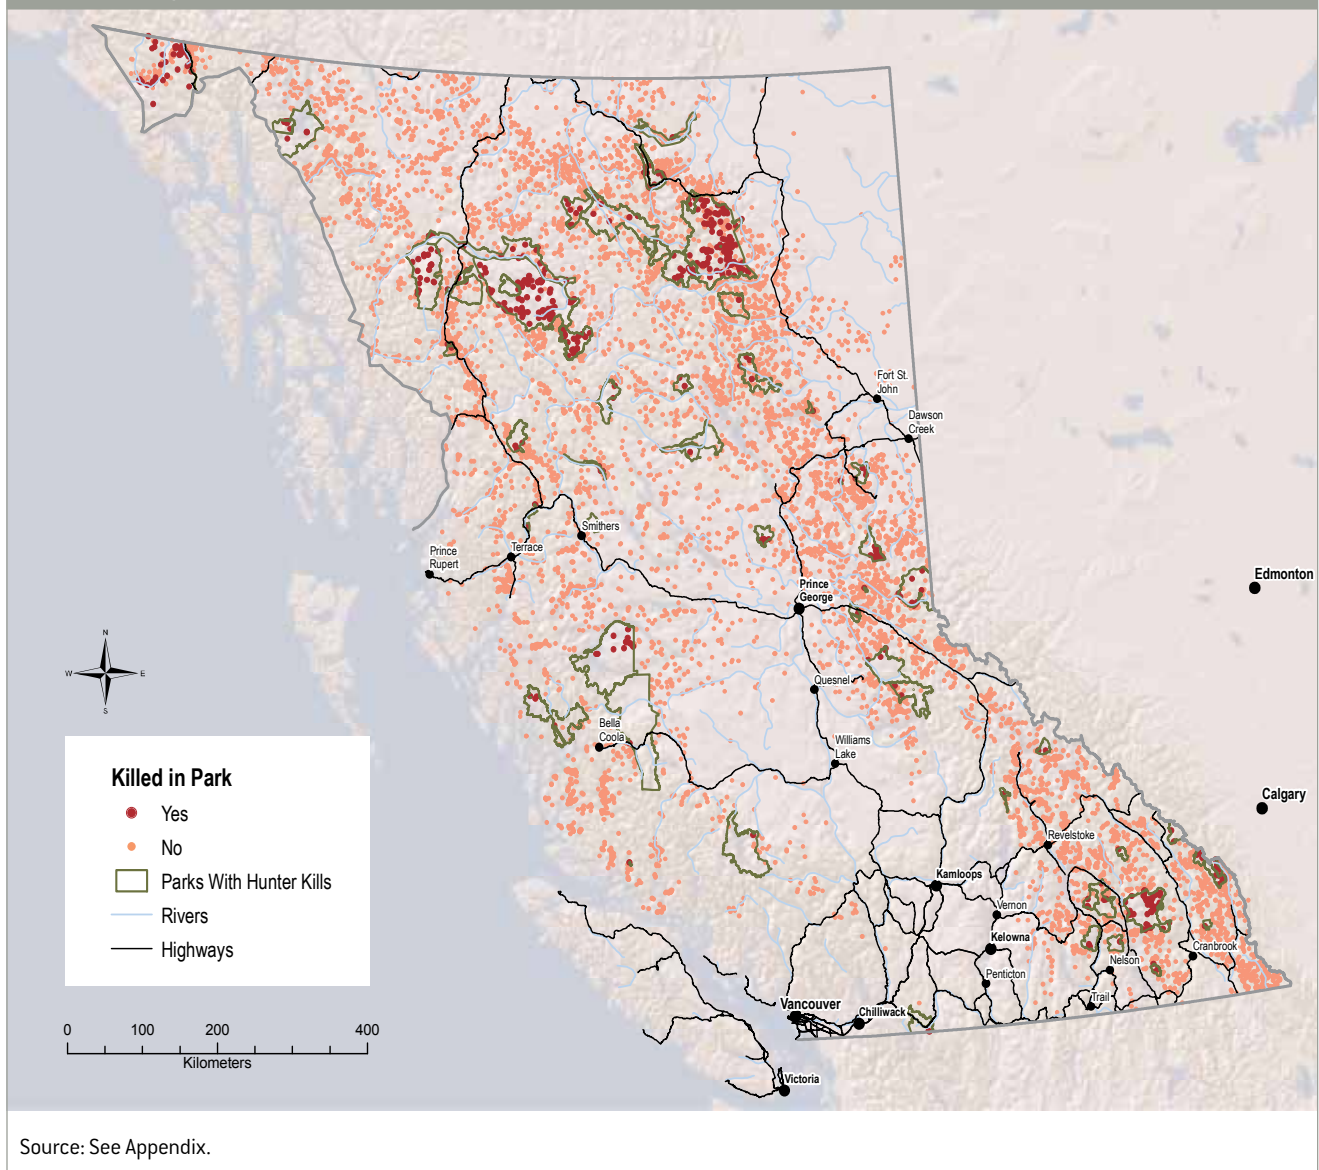 Fort St.
John
Dawson
Creek
Smithers
Terrace
Prince
Rupert
Prince
George
Edmonton
N
W
E
S
Quesnel
Bella
Coola
Williams
Lake
Calgary
Killed in Park
Yes
No
Parks With Hunter Kills
Rivers
Highways
Revelstoke
Kamloops
Vernon
Kelowna
Cranbrook
Nelson
Penticton
Trail
Vancouver
Chilliwack
0 100 200 400
Kilometers
Victoria
Source: See Appendix.